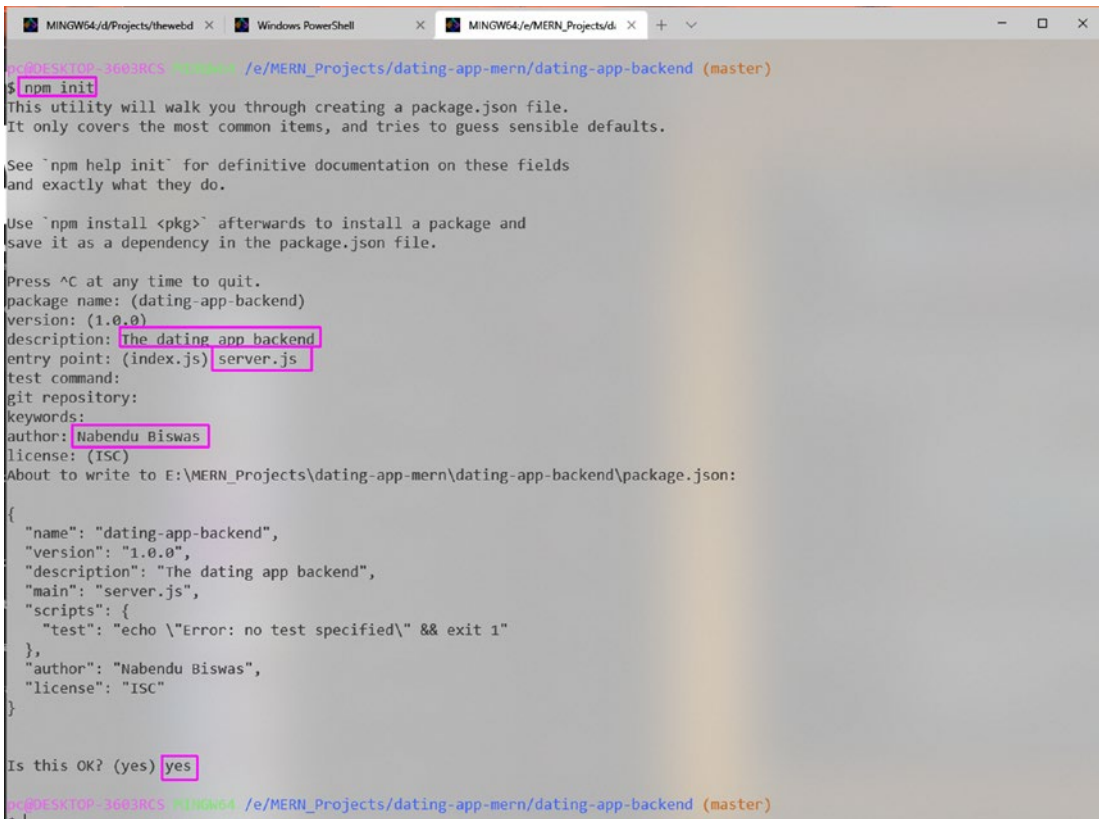 MINGW64:/d/Projects/thewebd
Windows PowerShell
MINGW64:/e/MERN_Projects/da
pc@DESKTOP-3603RCS MINGW64 /e/MERN_Projects/dating-app-mern/dating-app-backend (master)
$ npm init
This utility will walk you through creating a package.json file.
It only covers the most common items, and tries to guess sensible defaults.
See `npm help init` for definitive documentation on these fields
and exactly what they do.
Use `npm install <pkg>` afterwards to install a package and
save it as a dependency in the package.json file.
Press ^C at any time to quit.
package name: (dating-app-backend)
version: (1.0.0)
description: The dating app backend
entry point: (index.js) server.js
test command:
git repository:
keywords:
author: Nabendu Biswas
license: (ISC)
About to write to E:\MERN_Projects\dating-app-mern\dating-app-backend\package.json:
{
  "name": "dating-app-backend",
  "version": "1.0.0",
  "description": "The dating app backend",
  "main": "server.js",
  "scripts": {
    "test": "echo \"Error: no test specified\" && exit 1"
  },
  "author": "Nabendu Biswas",
  "license": "ISC"
}
Is this OK? (yes) yes
pc@DESKTOP-3603RCS MINGW64 /e/MERN_Projects/dating-app-mern/dating-app-backend (master)